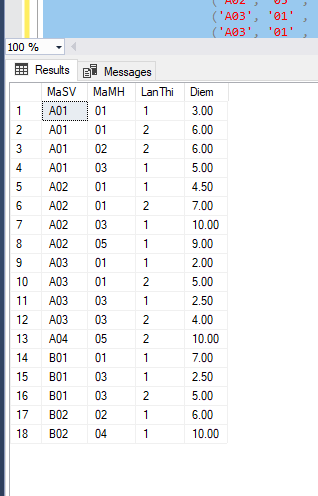 ('A02', '05' ,
('A03', '01' ,
('A03', '01' ,
100 %
Results Messages
MaSV MaMH LanThi Diem
1 A01 01 1 3.00
2 A01 01 2 6.00
3 A01 02 2 6.00
4 A01 03 1 5.00
5 A02 01 1 4.50
6 A02 01 2 7.00
7 A02 03 1 10.00
8 A02 05 1 9.00
9 A03 01 1 2.00
10 A03 01 2 5.00
11 A03 03 1 2.50
12 A03 03 2 4.00
13 A04 05 2 10.00
14 B01 01 1 7.00
15 B01 03 1 2.50
16 B01 03 2 5.00
17 B02 02 1 6.00
18 B02 04 1 10.00